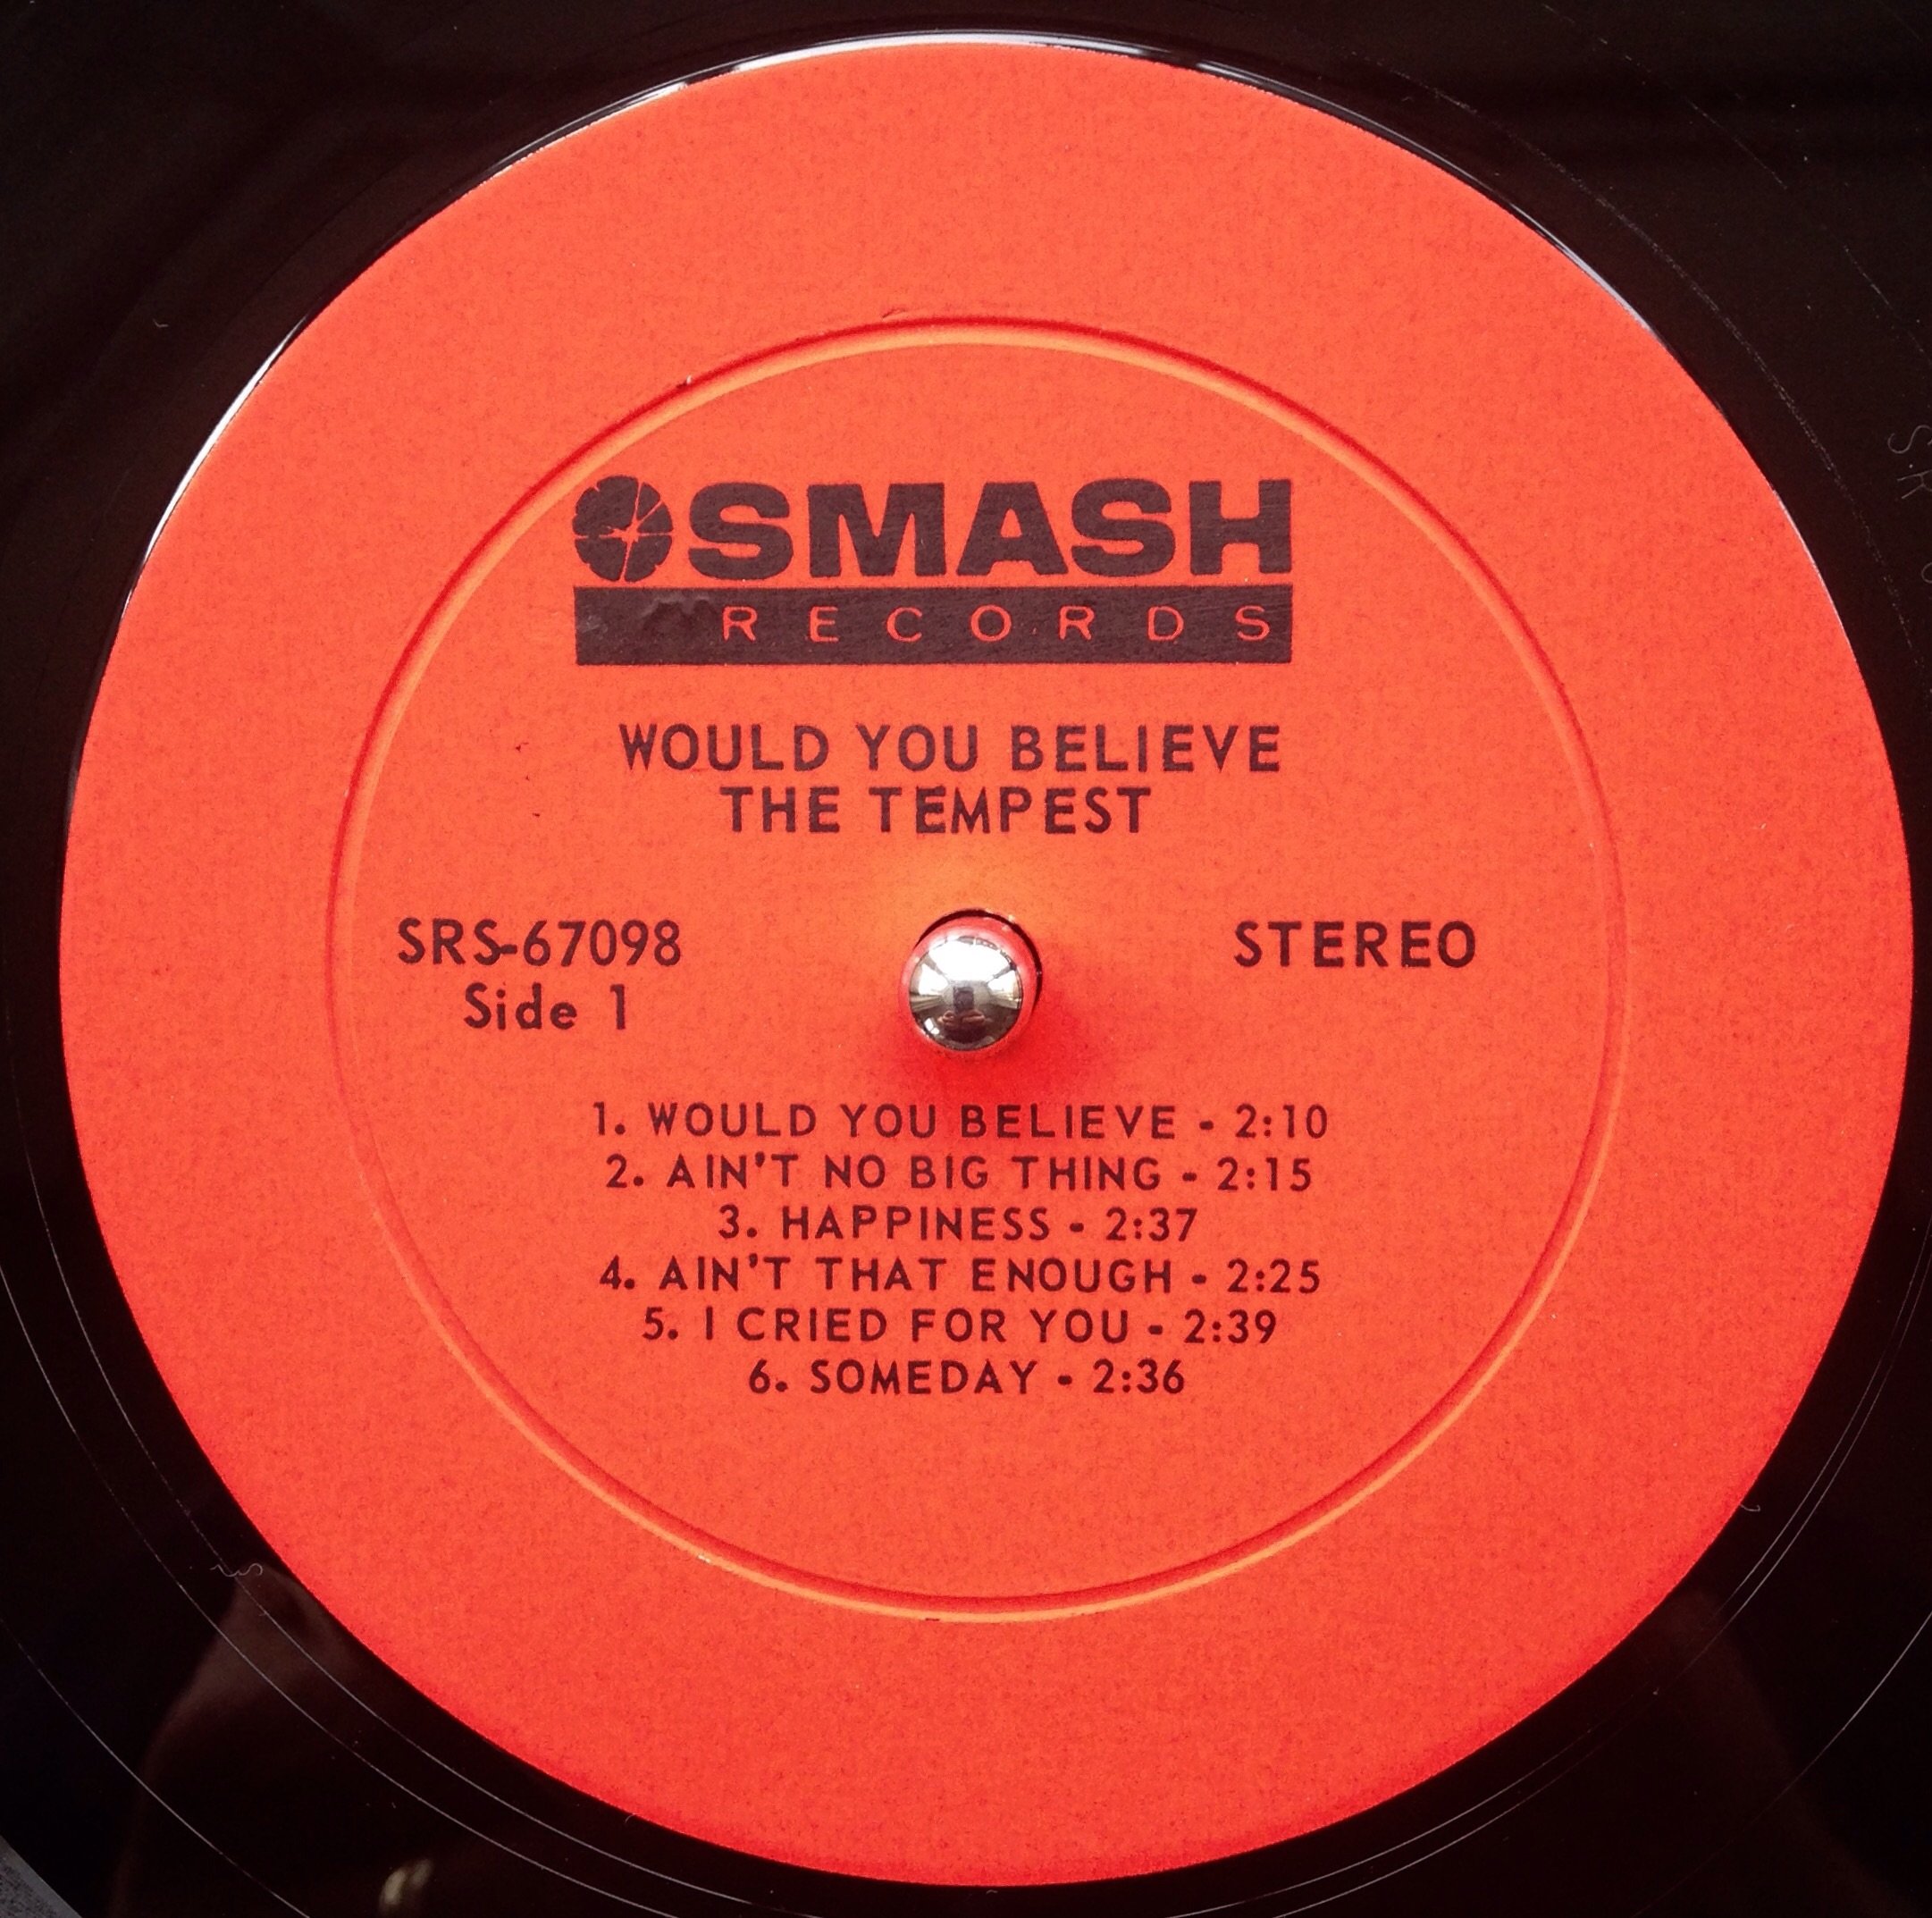 SMASH
RECORDS
WOULD YOU BELIEVE
THE TEMPEST
SRS-67098
Side 1
STEREO
1. WOULD YOU BELIEVE - 2:10
2. AIN'T NO BIG THING - 2:15
3. HAPPINESS - 2:37
4. AIN'T THAT ENOUGH - 2:25
5. I CRIED FOR YOU - 2:39
6. SOMEDAY - 2:36